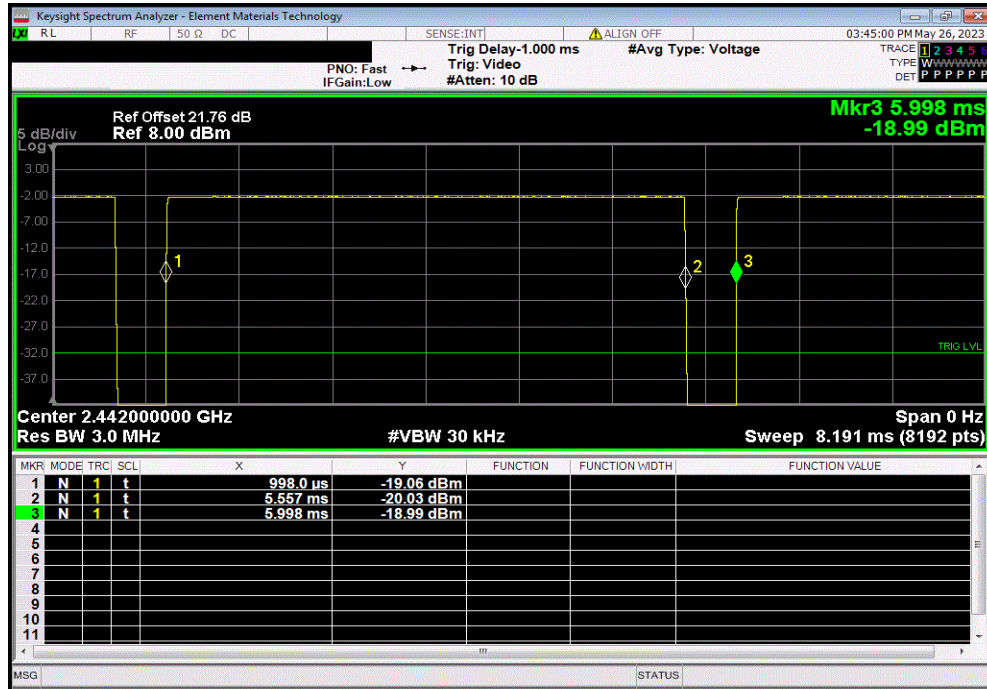 Keysight Spectrum Analyzer - Element Materials Technology
LXI RL RF 50 Ω DC SENSE:INT ALIGN OFF 03:45:00 PM May 26, 2023
Trig Delay-1.000 ms #Avg Type: Voltage TRACE 1 2 3 4 5 6
PNO: Fast Trig: Video TYPE W
IFGain:Low #Atten: 10 dB DET P P P P P P
Mkr3 5.998 ms
-18.99 dBm
Ref Offset 21.76 dB
5 dB/div Ref 8.00 dBm
Log
3.00
-2.00
-7.00
-12.0
1
2
3
-17.0
-22.0
-27.0
-32.0
TRIG LVL
-37.0
Center 2.442000000 GHz Span 0 Hz
Res BW 3.0 MHz #VBW 30 kHz Sweep 8.191 ms (8192 pts)
MKR MODE TRC SCL X Y FUNCTION FUNCTION WIDTH FUNCTION VALUE
1 N 1 t 998.0 µs -19.06 dBm
2 N 1 t 5.557 ms -20.03 dBm
3 N 1 t 5.998 ms -18.99 dBm
4
5
6
7
8
9
10
11
MSG STATUS